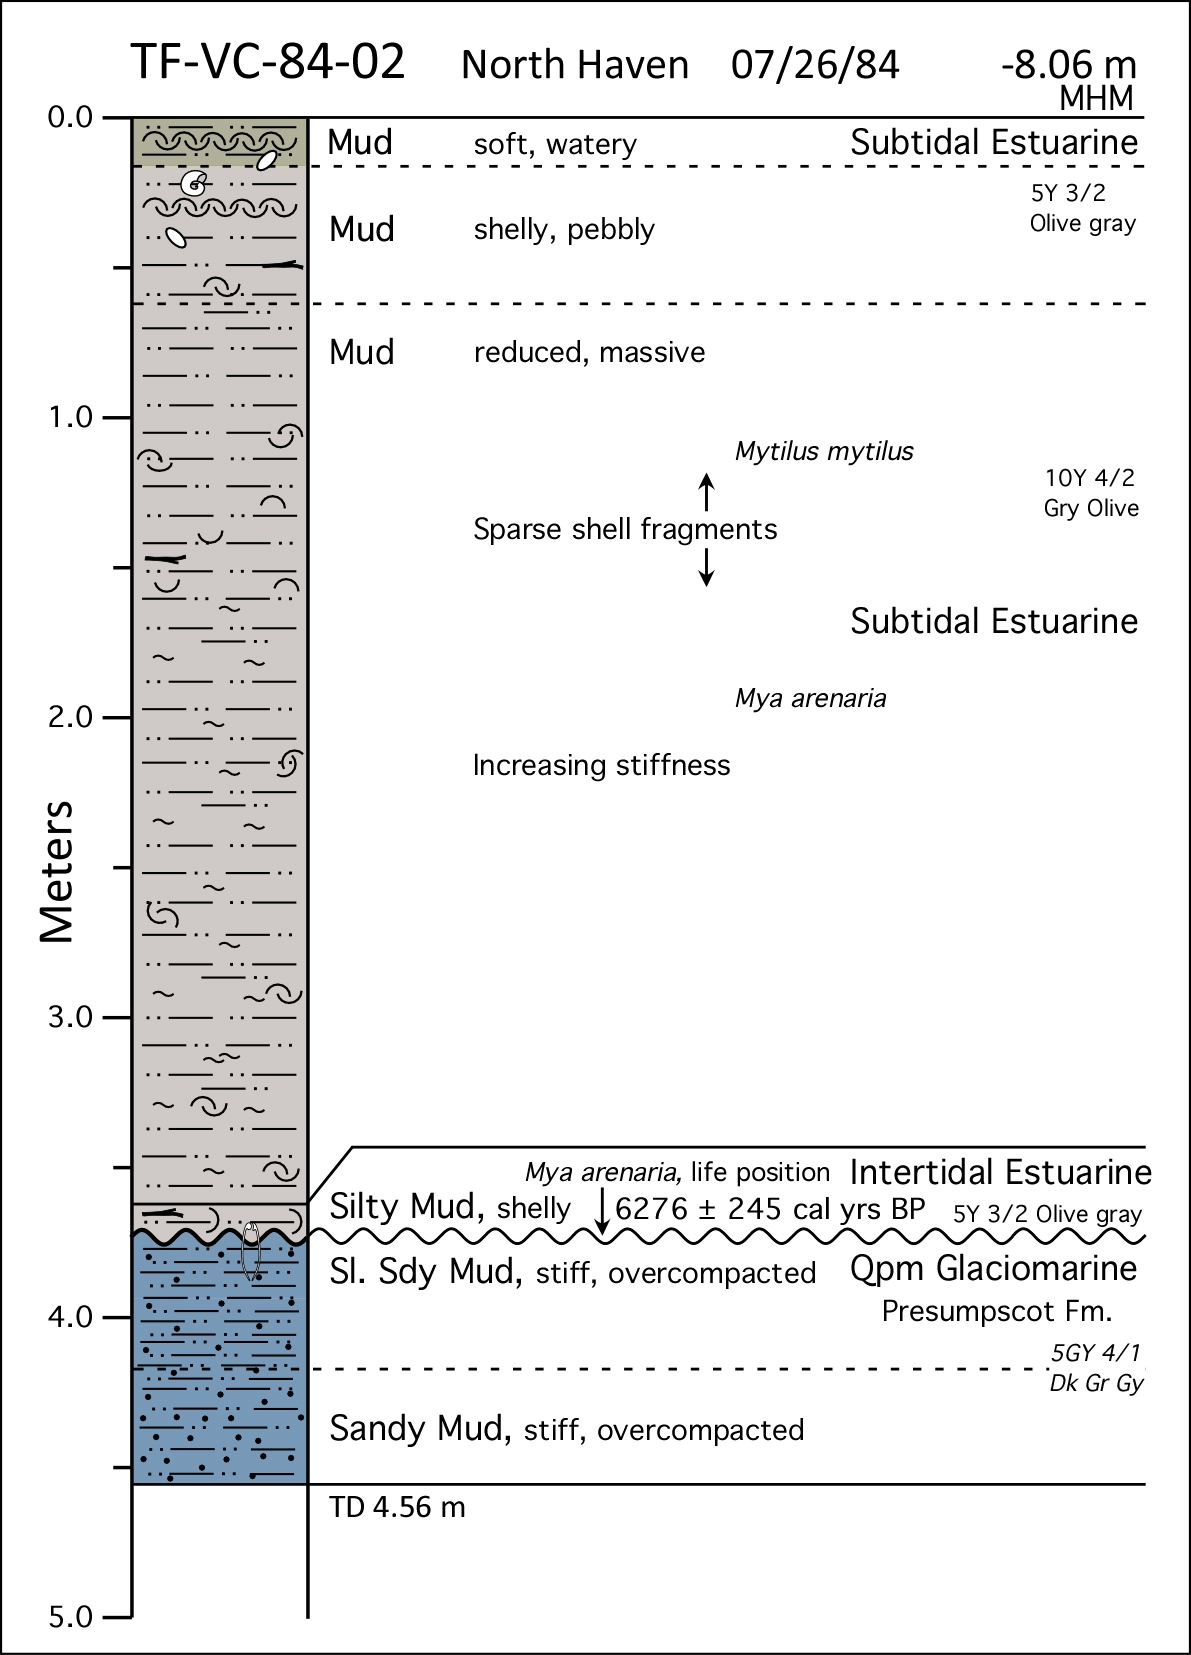 TF-VC-84-02 North Haven 07/26/84 -8.06 m
MHM
0.0
Mud soft, watery Subtidal Estuarine
5Y 3/2
Mud shelly, pebbly Olive gray
Mud reduced, massive
1.0
Mytilus mytilus
10Y 4/2
Gry Olive
Sparse shell fragments
Subtidal Estuarine
Mya arenaria
2.0
Increasing stiffness
Meters
3.0
Mya arenaria, life position Intertidal Estuarine
Silty Mud, shelly 6276 ± 245 cal yrs BP 5Y 3/2 Olive gray
Sl. Sdy Mud, stiff, overcompacted Qpm Glaciomarine
4.0 Presumpscot Fm.
5GY 4/1
Dk Gr Gy
Sandy Mud, stiff, overcompacted
TD 4.56 m
5.0